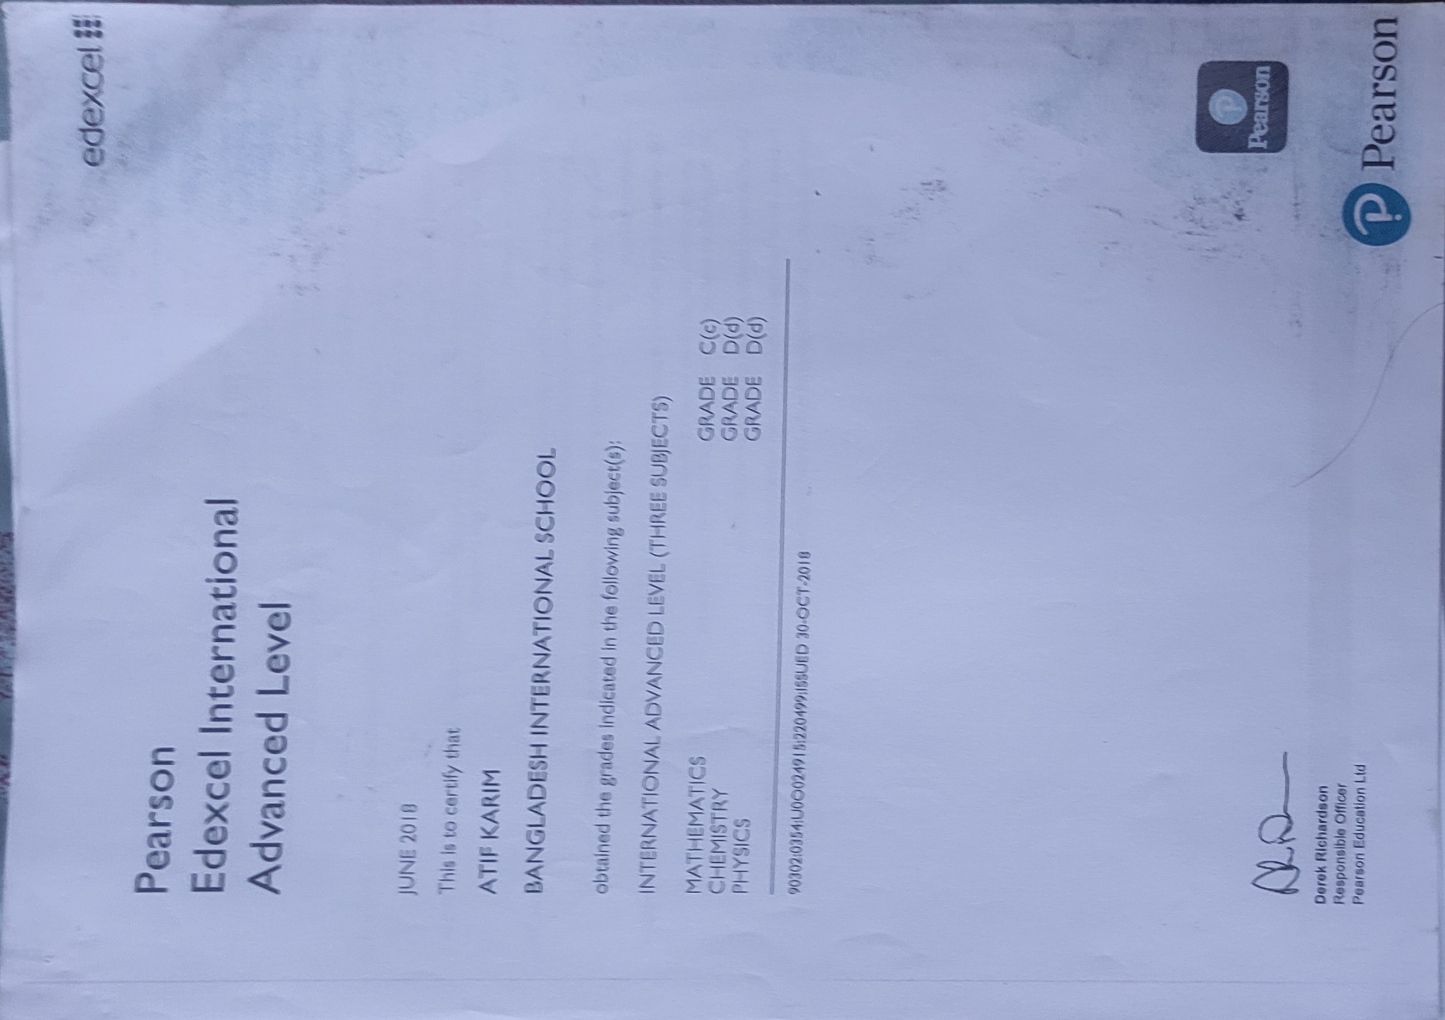 edexcel
Pearson
Edexcel International
Advanced Level
JUNE 2018
This is to certify that
ATIF KARIM
BANGLADESH INTERNATIONAL SCHOOL
obtained the grades indicated in the following subject(s):
INTERNATIONAL ADVANCED LEVEL (THREE SUBJECTS)
MATHEMATICS GRADE C(c)
CHEMISTRY GRADE D(d)
PHYSICS GRADE D(d)
90302:0354:U0O024915:220499:ISSUED 30-OCT-2018
Pearson
Derek Richardson
Responsible Officer
Pearson Education Ltd
Pearson